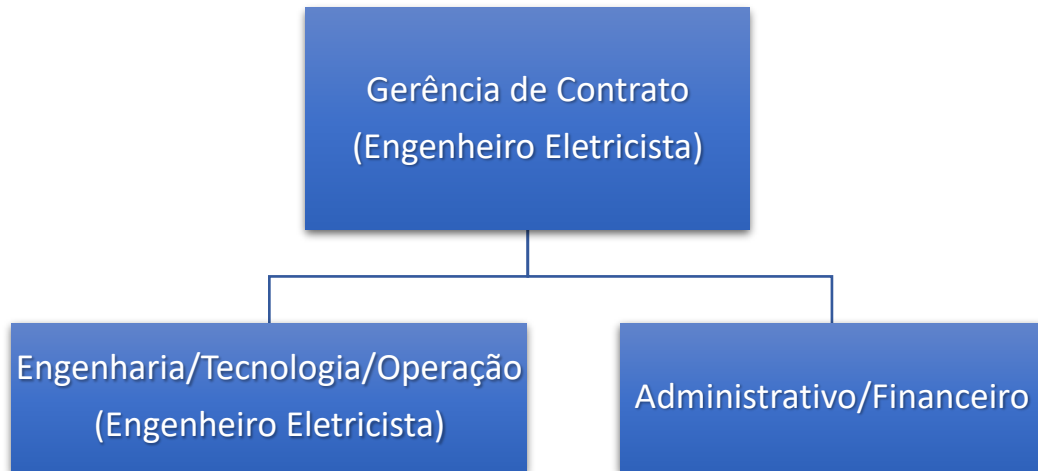 Gerência de Contrato
(Engenheiro Eletricista)
Engenharia/Tecnologia/Operação
(Engenheiro Eletricista)
Administrativo/Financeiro